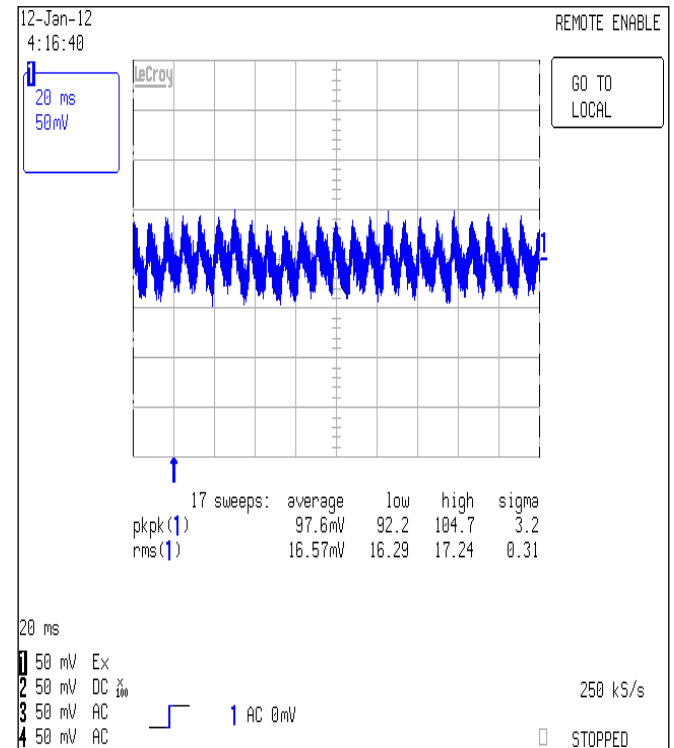 12-Jan-12
4:16:40
REMOTE ENABLE
1
20 ms
50mV
LeCroy
GO TO
LOCAL
1
17 sweeps: average low high sigma
pkpk(1) 97.6mV 92.2 104.7 3.2
rms(1) 16.57mV 16.29 17.24 0.31
20 ms
1 50 mV Ex
2 50 mV DC x100
3 50 mV AC
4 50 mV AC
1 AC 0mV
250 kS/s
STOPPED